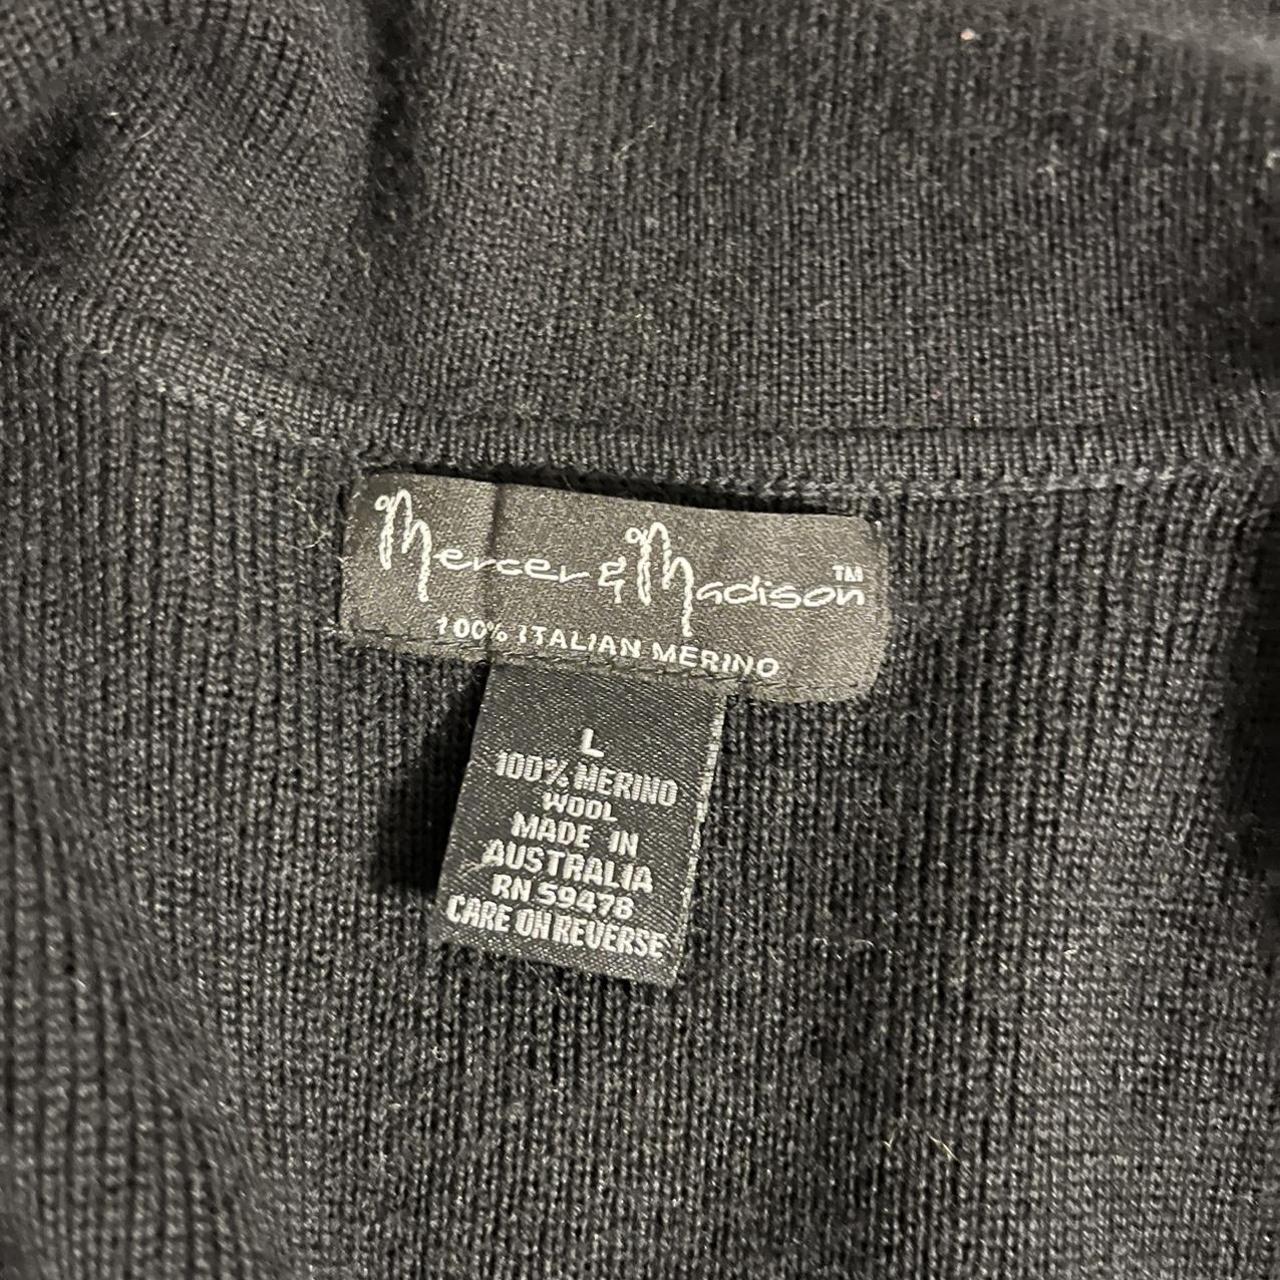 Mercer & Madison™
100% ITALIAN MERINO
L
100% MERINO
WOOL
MADE IN
AUSTRALIA
RN 59478
CARE ON REVERSE